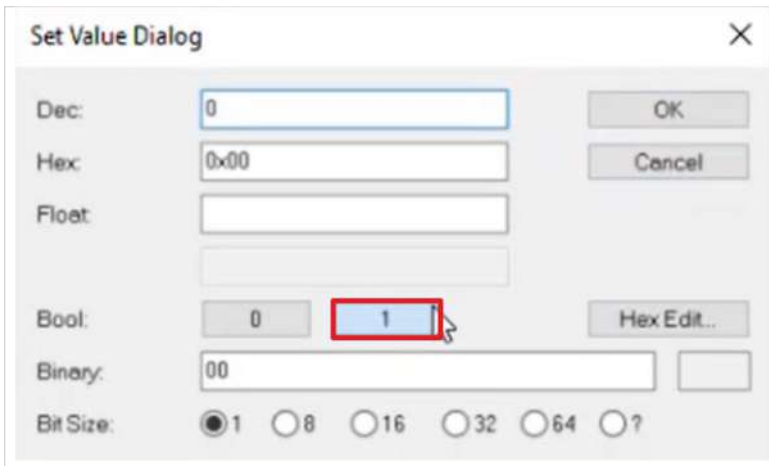 Set Value Dialog
Dec: 0 OK
Hex: 0x00 Cancel
Float:
Bool: 0 1 Hex Edit...
Binary: 00
Bit Size: 1 8 16 32 64 ?